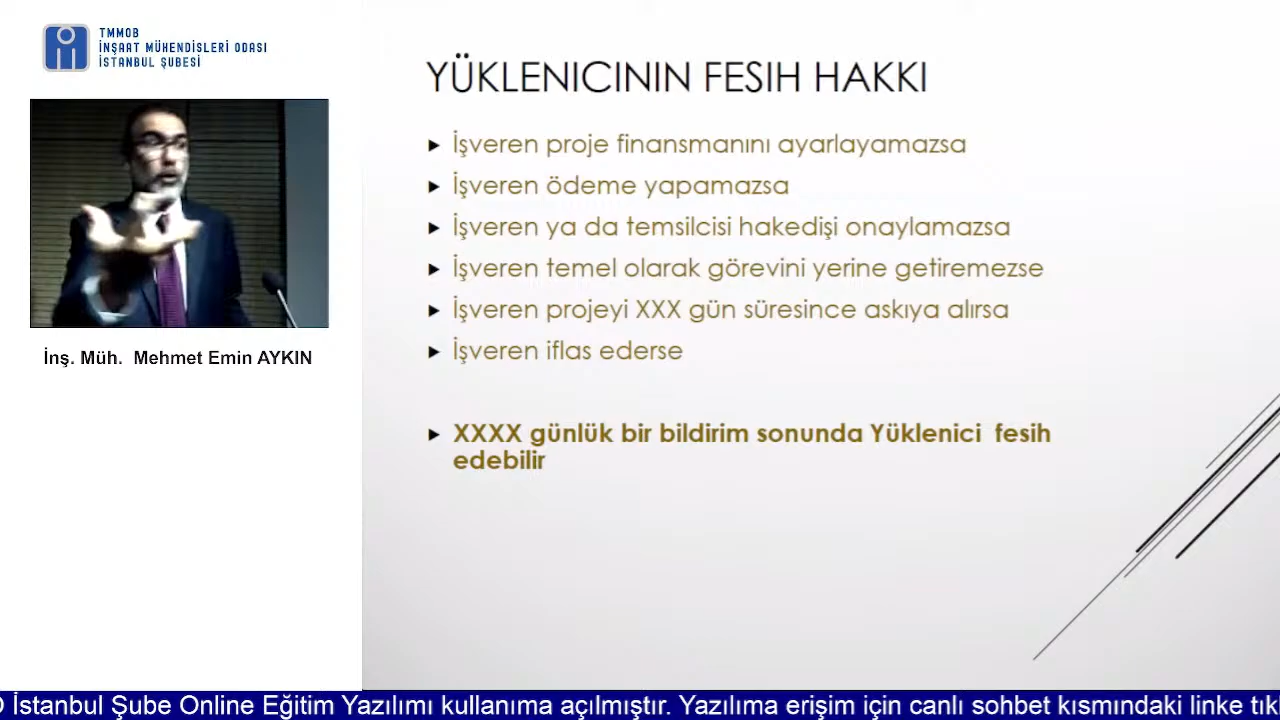 TMMOB
İNŞAAT MÜHENDİSLERİ ODASI
İSTANBUL ŞUBESİ
İnş. Müh. Mehmet Emin AYKIN
YÜKLENICININ FESIH HAKKI
İşveren proje finansmanını ayarlayamazsa
İşveren ödeme yapamazsa
İşveren ya da temsilcisi hakedişi onaylamazsa
İşveren temel olarak görevini yerine getiremezse
İşveren projeyi XXX gün süresince askıya alırsa
İşveren iflas ederse
XXXX günlük bir bildirim sonunda Yüklenici fesih
edebilir
İstanbul Şube Online Eğitim Yazılımı kullanıma açılmıştır. Yazılıma erişim için canlı sohbet kısmındaki linke tık